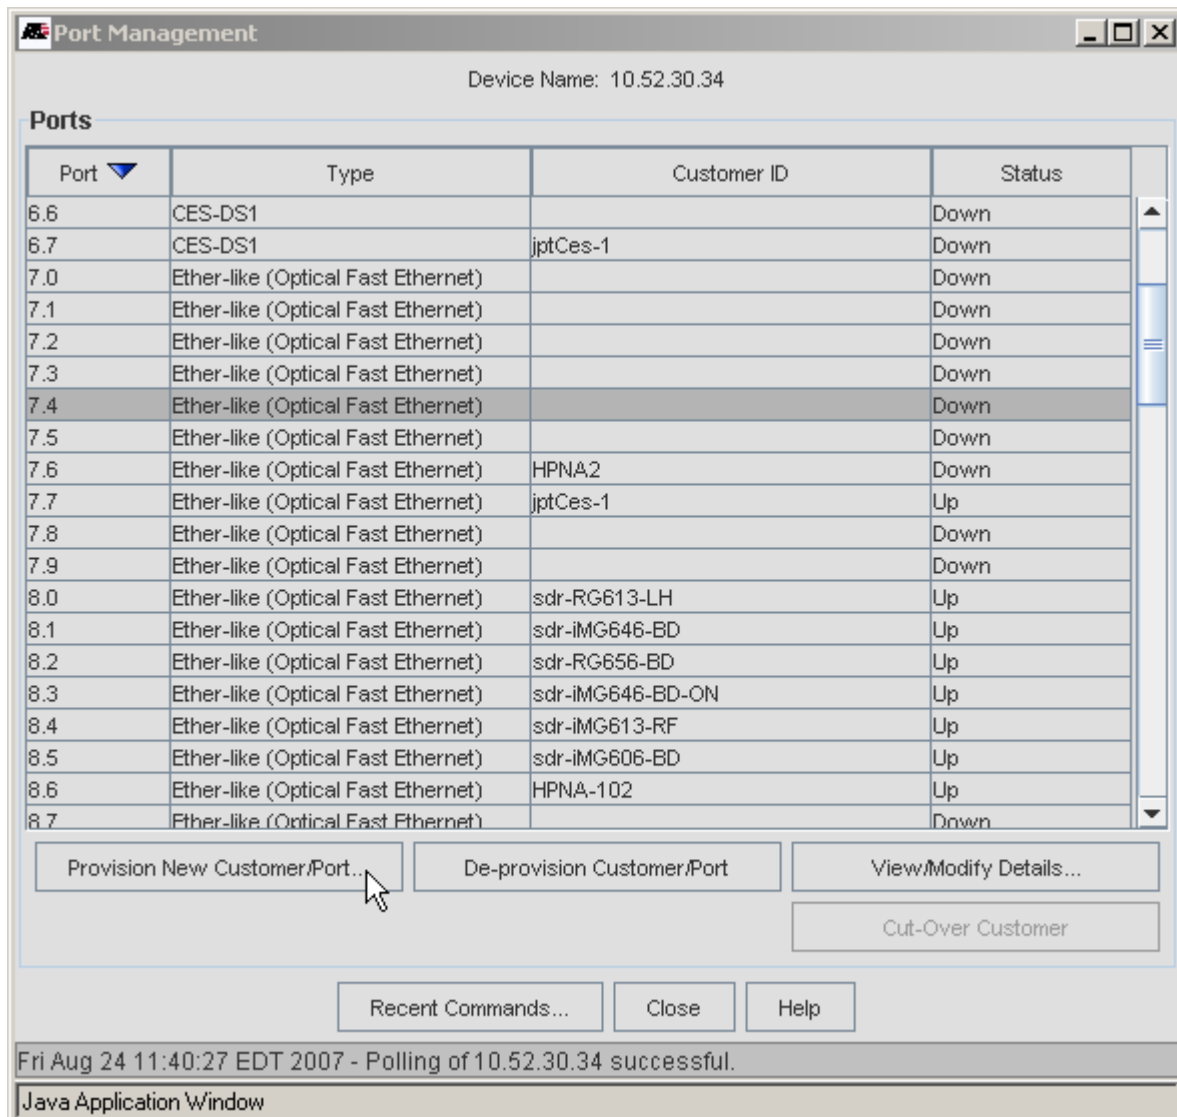 Port Management
Device Name: 10.52.30.34
Ports
Port Type Customer ID Status
6.6 CES-DS1 Down
6.7 CES-DS1 jptCes-1 Down
7.0 Ether-like (Optical Fast Ethernet) Down
7.1 Ether-like (Optical Fast Ethernet) Down
7.2 Ether-like (Optical Fast Ethernet) Down
7.3 Ether-like (Optical Fast Ethernet) Down
7.4 Ether-like (Optical Fast Ethernet) Down
7.5 Ether-like (Optical Fast Ethernet) Down
7.6 Ether-like (Optical Fast Ethernet) HPNA2 Down
7.7 Ether-like (Optical Fast Ethernet) jptCes-1 Up
7.8 Ether-like (Optical Fast Ethernet) Down
7.9 Ether-like (Optical Fast Ethernet) Down
8.0 Ether-like (Optical Fast Ethernet) sdr-RG613-LH Up
8.1 Ether-like (Optical Fast Ethernet) sdr-iMG646-BD Up
8.2 Ether-like (Optical Fast Ethernet) sdr-RG656-BD Up
8.3 Ether-like (Optical Fast Ethernet) sdr-iMG646-BD-ON Up
8.4 Ether-like (Optical Fast Ethernet) sdr-iMG613-RF Up
8.5 Ether-like (Optical Fast Ethernet) sdr-iMG606-BD Up
8.6 Ether-like (Optical Fast Ethernet) HPNA-102 Up
8.7 Ether-like (Optical Fast Ethernet) Down
Provision New Customer/Port... De-provision Customer/Port View/Modify Details...
Cut-Over Customer
Recent Commands... Close Help
Fri Aug 24 11:40:27 EDT 2007 - Polling of 10.52.30.34 successful.
Java Application Window